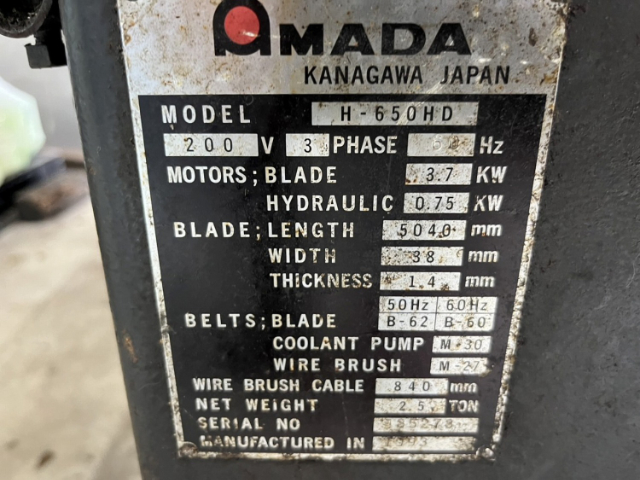 AMADA
KANAGAWA JAPAN
MODEL H-650HD
200 V 3 PHASE Hz
MOTORS; BLADE 3.7 KW
HYDRAULIC 0.75 KW
BLADE; LENGTH 5040 mm
WIDTH 38 mm
THICKNESS 1.4 mm
50Hz 60Hz
BELTS; BLADE B-62 B-60
COOLANT PUMP M-30
WIRE BRUSH M-27
WIRE BRUSH CABLE 840 mm
NET WEIGHT 2.5 TON
SERIAL NO
MANUFACTURED IN